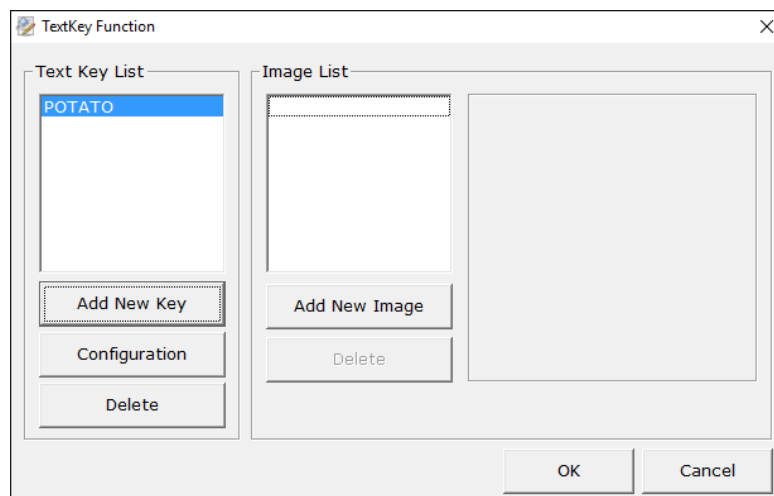 TextKey Function
Text Key List
POTATO
Add New Key
Configuration
Delete
Image List
Add New Image
Delete
OK
Cancel